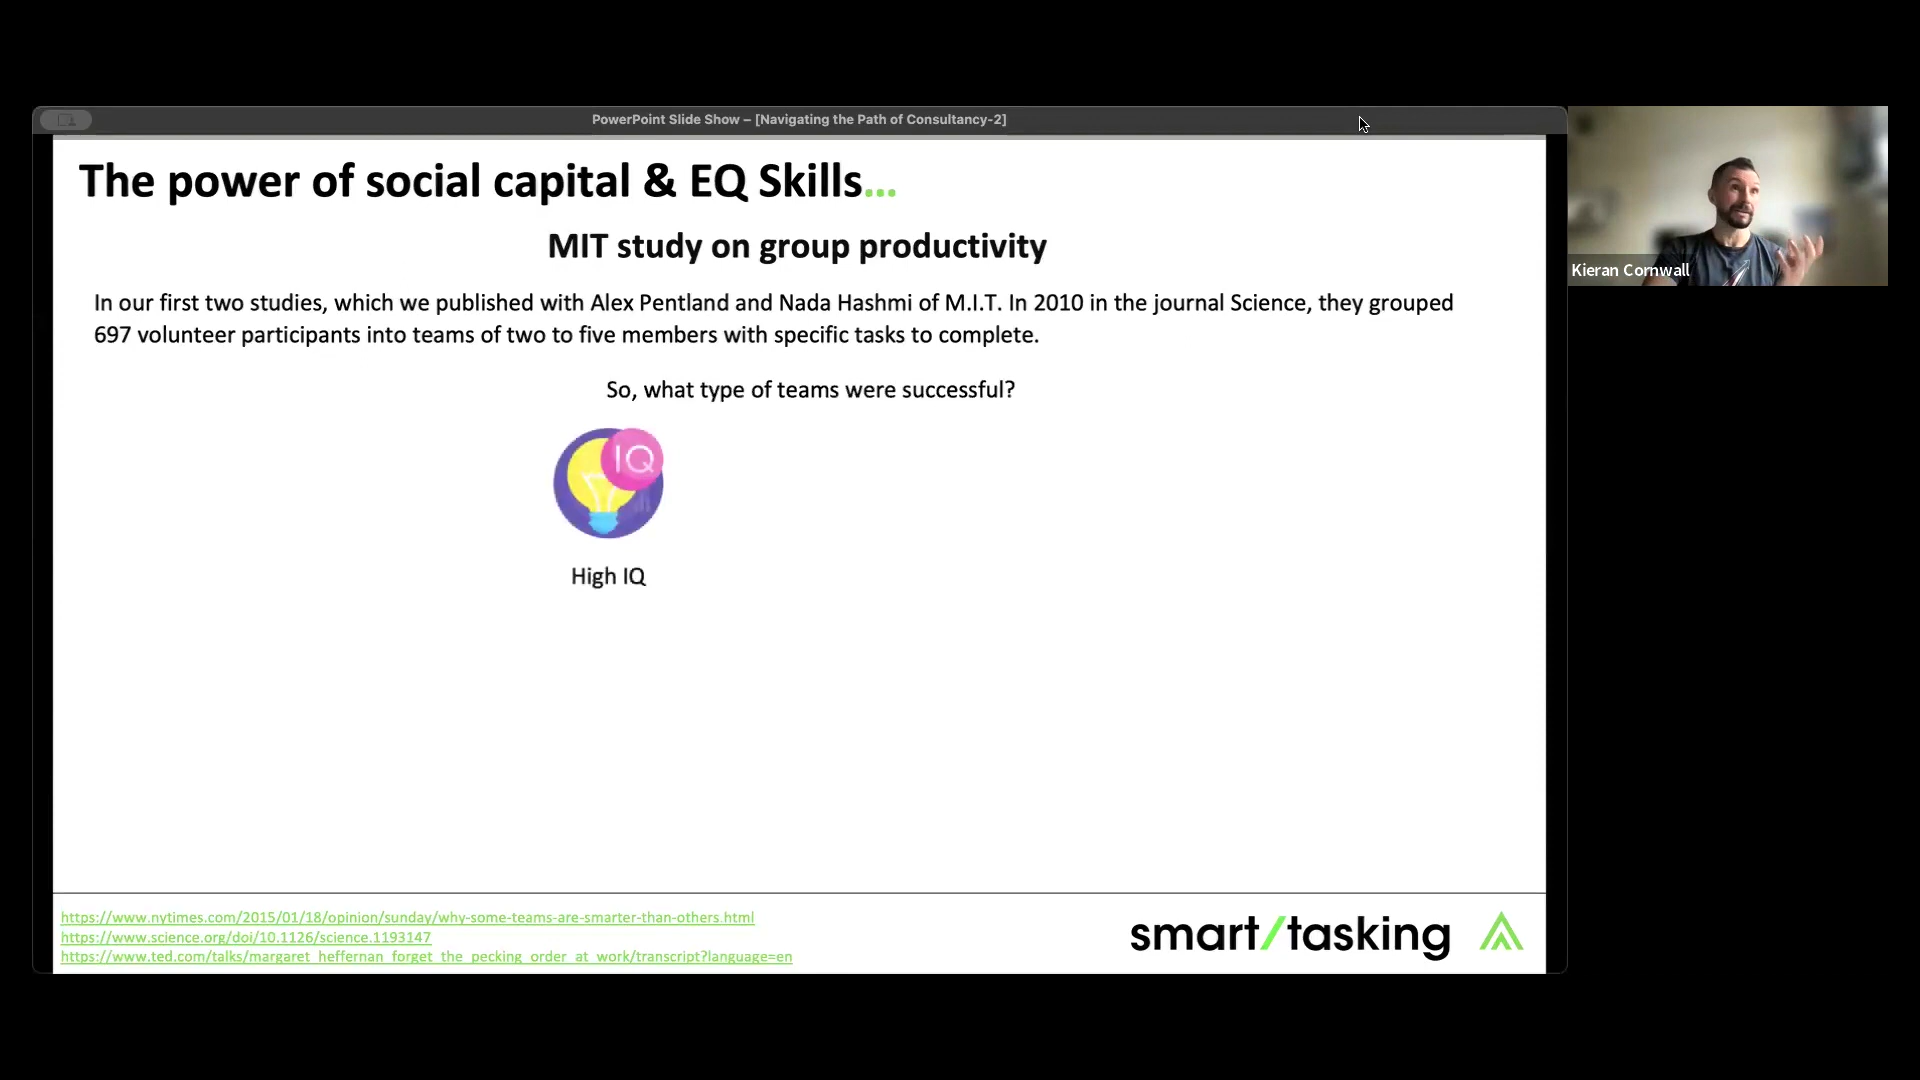 PowerPoint Slide Show – [Navigating the Path of Consultancy-2]
The power of social capital & EQ Skills...
MIT study on group productivity
In our first two studies, which we published with Alex Pentland and Nada Hashmi of M.I.T. In 2010 in the journal Science, they grouped
697 volunteer participants into teams of two to five members with specific tasks to complete.
So, what type of teams were successful?
IQ
High IQ
https://www.nytimes.com/2015/01/18/opinion/sunday/why-some-teams-are-smarter-than-others.html
https://www.science.org/doi/10.1126/science.1193147
https://www.ted.com/talks/margaret_heffernan_forget_the_pecking_order_at_work/transcript?language=en
smart/tasking
Kieran Cornwall